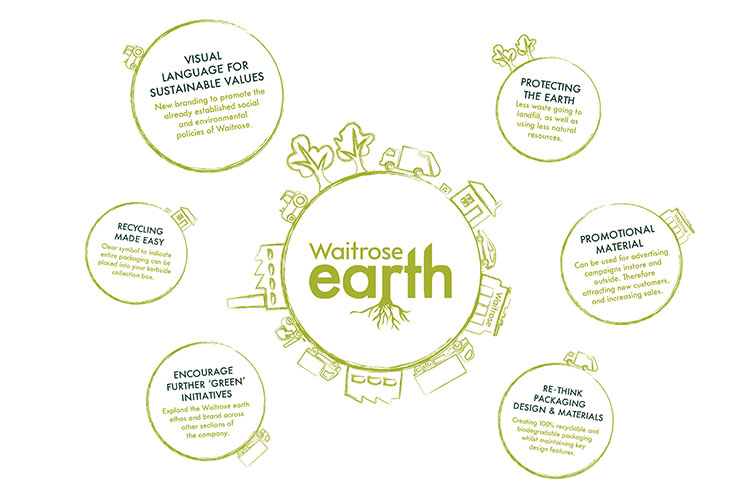 VISUAL
LANGUAGE FOR
SUSTAINABLE VALUES
New branding to promote the
already established social
and environmental
policies of Waitrose.
PROTECTING
THE EARTH
Less waste going to
landfill, as well as
using less natural
resources.
RECYCLING
MADE EASY
Clear symbol to indicate
entire packaging can be
placed into your kerbside
collection box.
Waitrose
earth
Waitrose
PROMOTIONAL
MATERIAL
Can be used for advertising
campaigns instore and
outside. Therefore
attracting new customers,
and increasing sales.
ENCOURAGE
FURTHER ‘GREEN’
INITIATIVES
Expland the Waitrose earth
ethos and brand across
other sections of
the company.
RE-THINK
PACKAGING
DESIGN & MATERIALS
Creating 100% recyclable and
biodegradable packaging
whilst maintaining key
design features.